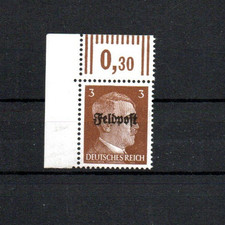 0,30
3 3
Feldpost
DEUTSCHES REICH